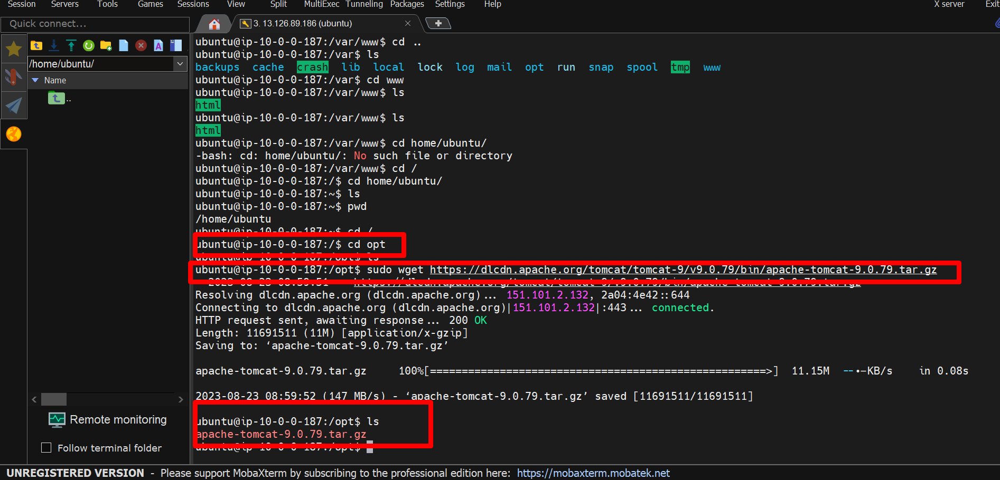 Session Servers Tools Games Sessions View Split MultiExec Tunneling Packages Settings Help X server Exit
Quick connect...
3. 13.126.89.186 (ubuntu)
/home/ubuntu/
Name
..
ubuntu@ip-10-0-0-187:/var/www$ cd ..
ubuntu@ip-10-0-0-187:/var$ ls
backups cache crash lib local lock log mail opt run snap spool tmp www
ubuntu@ip-10-0-0-187:/var$ cd www
ubuntu@ip-10-0-0-187:/var/www$ ls
html
ubuntu@ip-10-0-0-187:/var/www$ ls
html
ubuntu@ip-10-0-0-187:/var/www$ cd home/ubuntu/
-bash: cd: home/ubuntu/: No such file or directory
ubuntu@ip-10-0-0-187:/var/www$ cd /
ubuntu@ip-10-0-0-187:/$ cd home/ubuntu/
ubuntu@ip-10-0-0-187:~$ ls
ubuntu@ip-10-0-0-187:~$ pwd
/home/ubuntu
ubuntu@ip-10-0-0-187:~$ cd /
ubuntu@ip-10-0-0-187:/$ cd opt
ubuntu@ip-10-0-0-187:/opt$ ls
ubuntu@ip-10-0-0-187:/opt$ sudo wget https://dlcdn.apache.org/tomcat/tomcat-9/v9.0.79/bin/apache-tomcat-9.0.79.tar.gz
2023-08-23 08:59:51 https://dlcdn.apache.org/tomcat/tomcat-9/v9.0.79/bin/apache-tomcat-9.0.79.tar.gz
Resolving dlcdn.apache.org (dlcdn.apache.org)... 151.101.2.132, 2a04:4e42::644
Connecting to dlcdn.apache.org (dlcdn.apache.org)|151.101.2.132|:443... connected.
HTTP request sent, awaiting response... 200 OK
Length: 11691511 (11M) [application/x-gzip]
Saving to: ‘apache-tomcat-9.0.79.tar.gz’
apache-tomcat-9.0.79.tar.gz 100%[=====================================================>] 11.15M --•-KB/s in 0.08s
2023-08-23 08:59:52 (147 MB/s) - ‘apache-tomcat-9.0.79.tar.gz’ saved [11691511/11691511]
ubuntu@ip-10-0-0-187:/opt$ ls
apache-tomcat-9.0.79.tar.gz
ubuntu@ip-10-0-0-187:/opt$
Remote monitoring
Follow terminal folder
UNREGISTERED VERSION - Please support MobaXterm by subscribing to the professional edition here: https://mobaxterm.mobatek.net